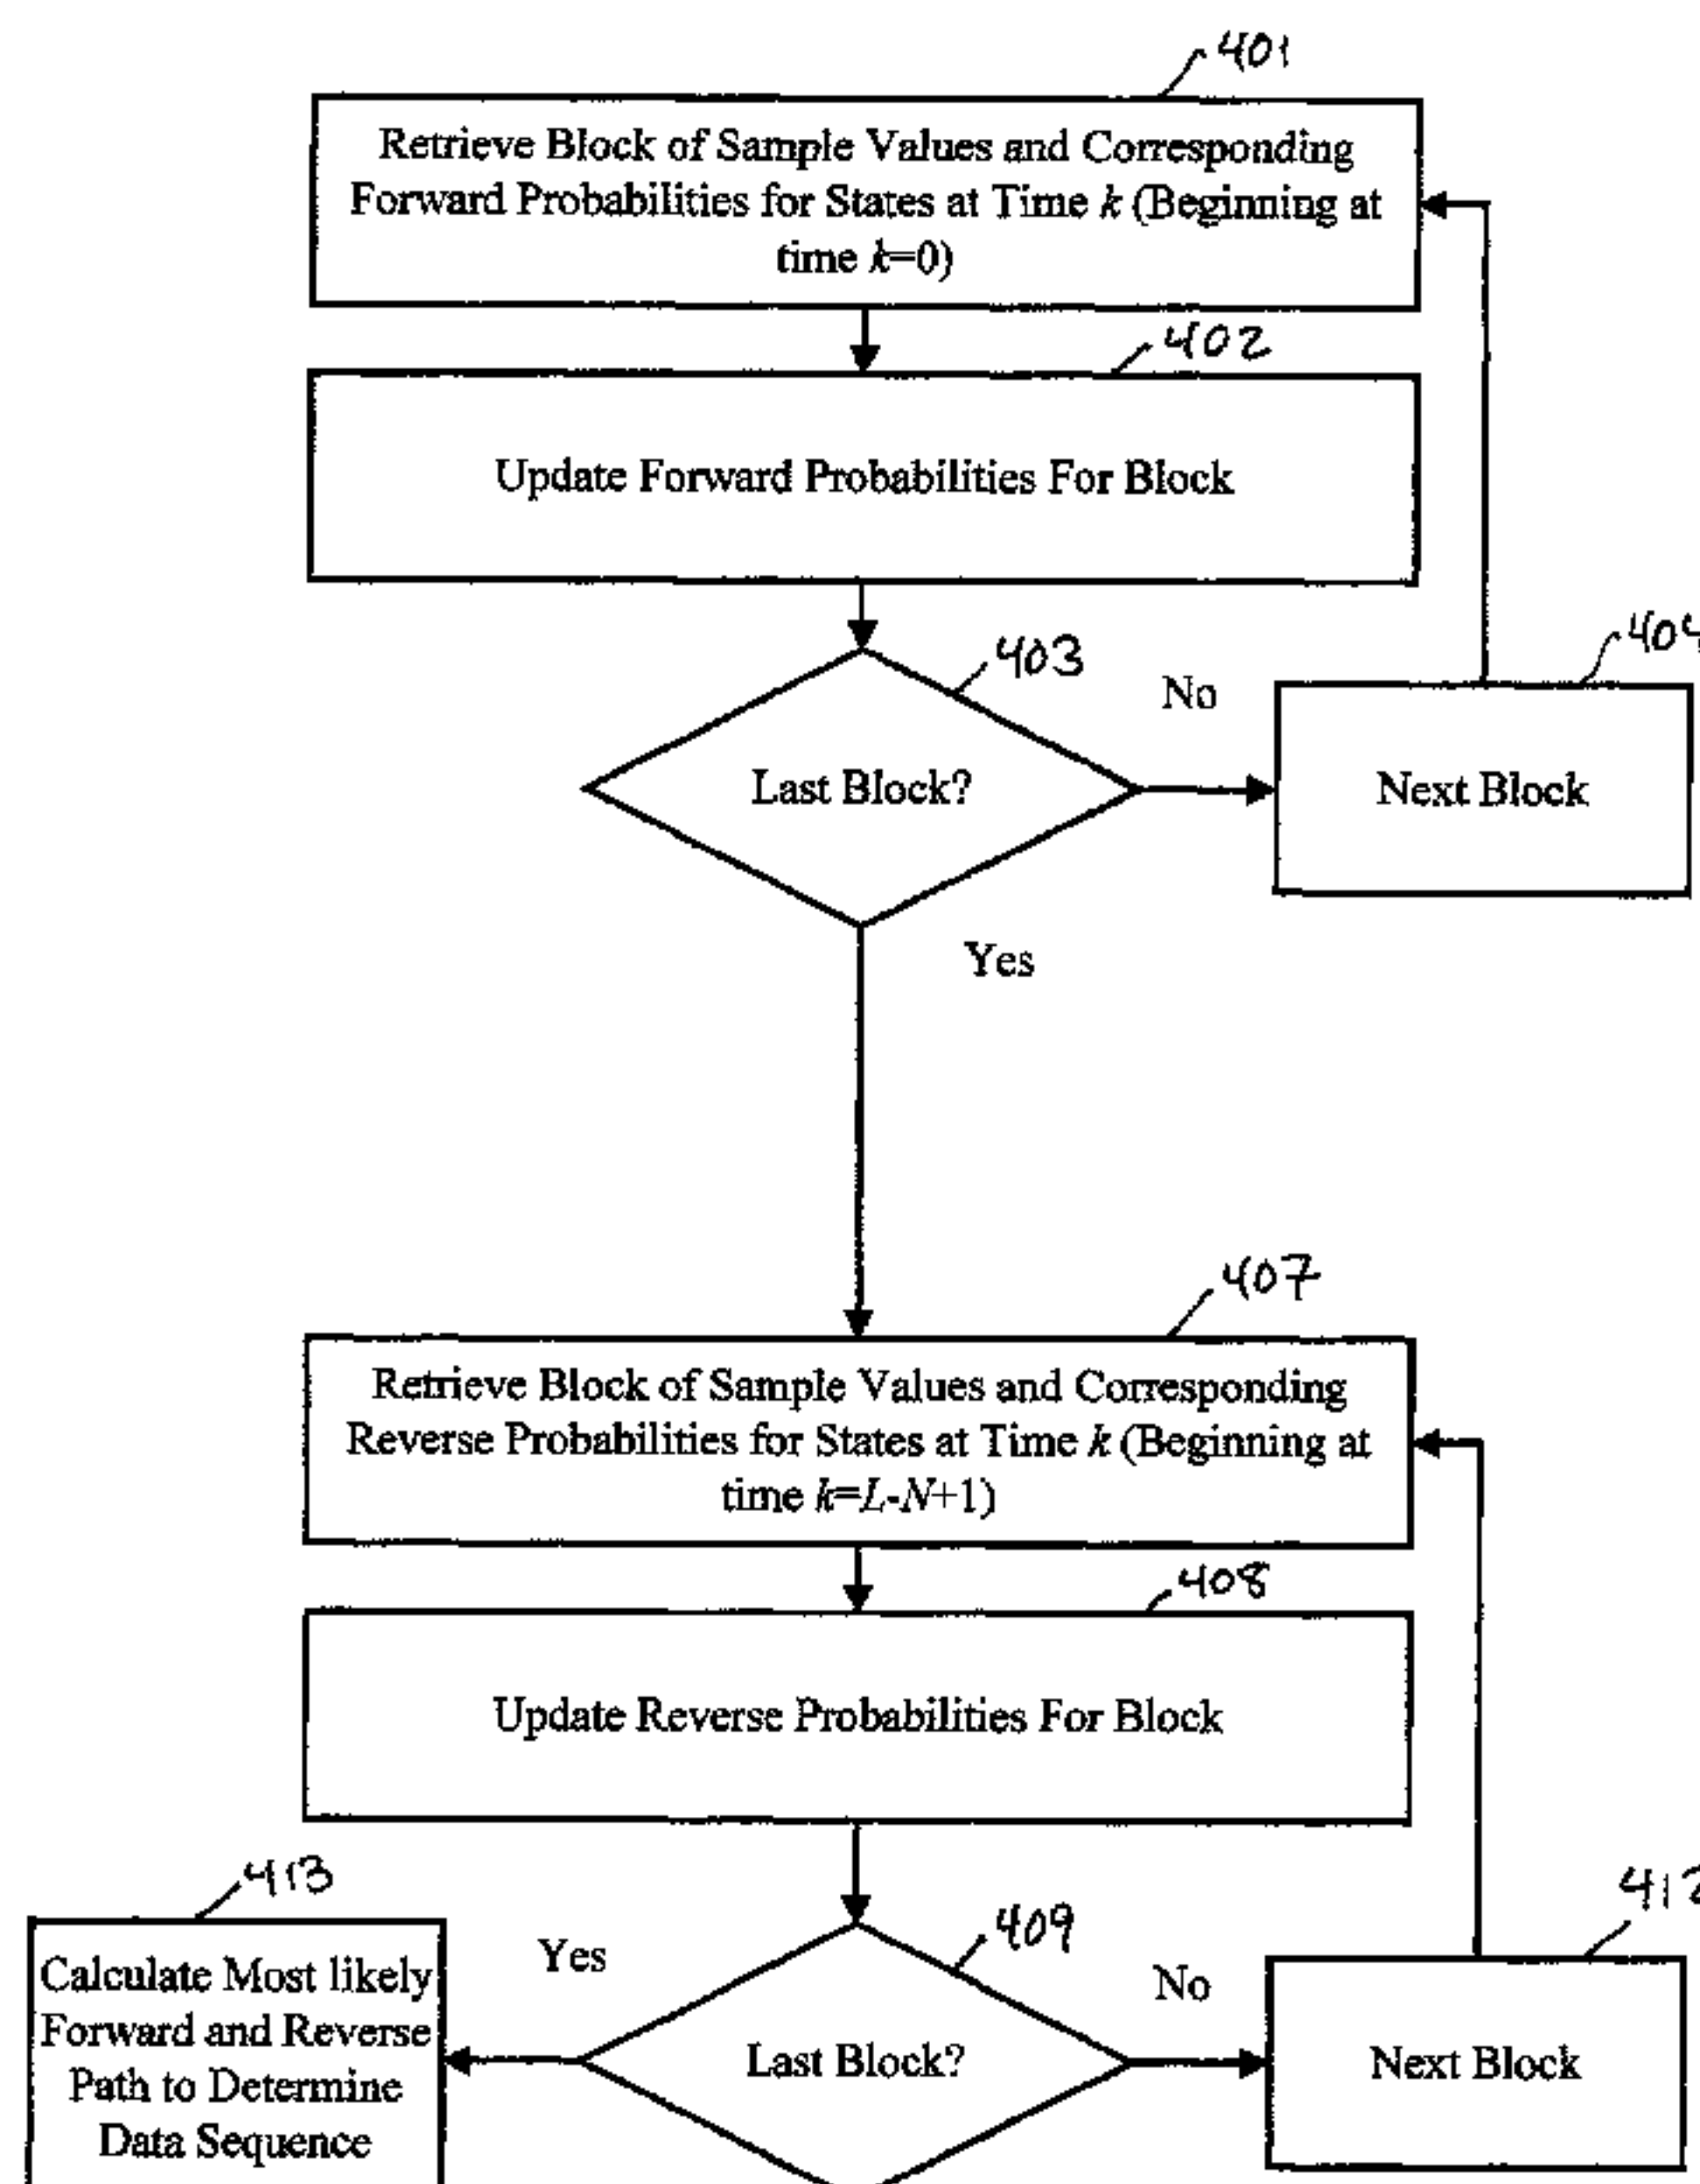 401
Retrieve Block of Sample Values and Corresponding
Forward Probabilities for States at Time k (Beginning at
time k=0)
402
Update Forward Probabilities For Block
403
No
404
Last Block?
Next Block
Yes
407
Retrieve Block of Sample Values and Corresponding
Reverse Probabilities for States at Time k (Beginning at
time k=L-N+1)
408
Update Reverse Probabilities For Block
413
409
412
Yes
No
Calculate Most likely
Forward and Reverse
Path to Determine
Data Sequence
Last Block?
Next Block